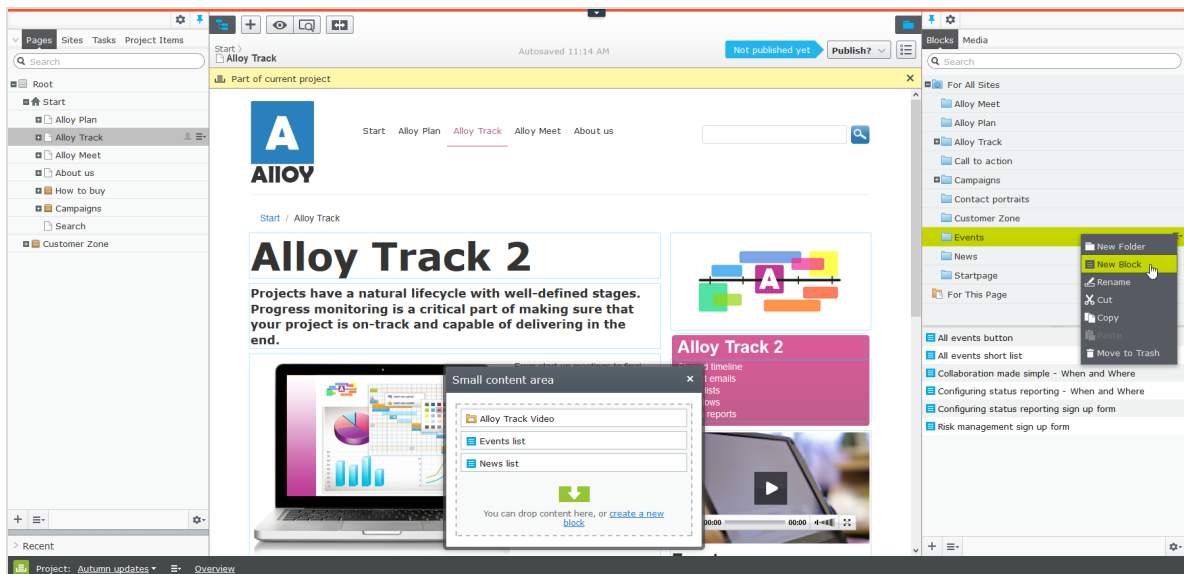 Pages Sites Tasks Project Items
Search
Root
Start
Alloy Plan
Alloy Track
Alloy Meet
About us
How to buy
Campaigns
Search
Customer Zone
Recent
Start >
Alloy Track
Autosaved 11:14 AM
Not published yet
Publish?
Part of current project
A
Alloy
Start Alloy Plan Alloy Track Alloy Meet About us
Start / Alloy Track
Alloy Track 2
Projects have a natural lifecycle with well-defined stages.
Progress monitoring is a critical part of making sure that
your project is on-track and capable of delivering in the
end.
A
Alloy Track 2
timeline
emails
reports
00:00 00:00
Small content area
Alloy Track Video
Events list
News list
You can drop content here, or create a new
block
Blocks Media
Search
For All Sites
Alloy Meet
Alloy Plan
Alloy Track
Call to action
Campaigns
Contact portraits
Customer Zone
Events
News
Startpage
For This Page
New Folder
New Block
Rename
Cut
Copy
Paste
Move to Trash
All events button
All events short list
Collaboration made simple - When and Where
Configuring status reporting - When and Where
Configuring status reporting sign up form
Risk management sign up form
Project: Autumn updates Overview